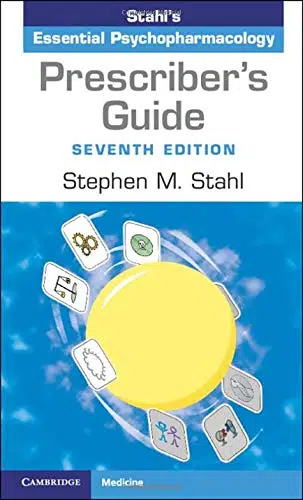 Stahl's
Essential Psychopharmacology
Prescriber's
Guide
SEVENTH EDITION
Stephen M. Stahl
CAMBRIDGE
Medicine